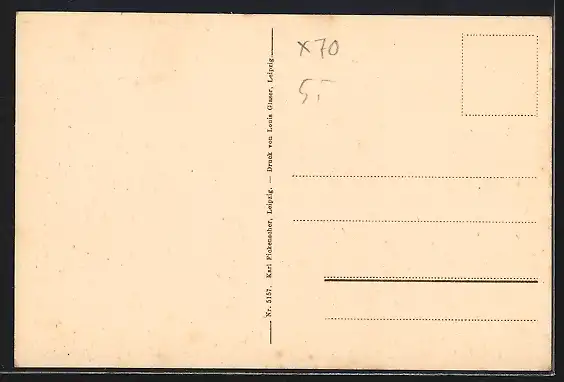 x70
5,-
Nr. 5157. Karl Fickenscher, Leipzig. — Druck von Louis Glaser, Leipzig